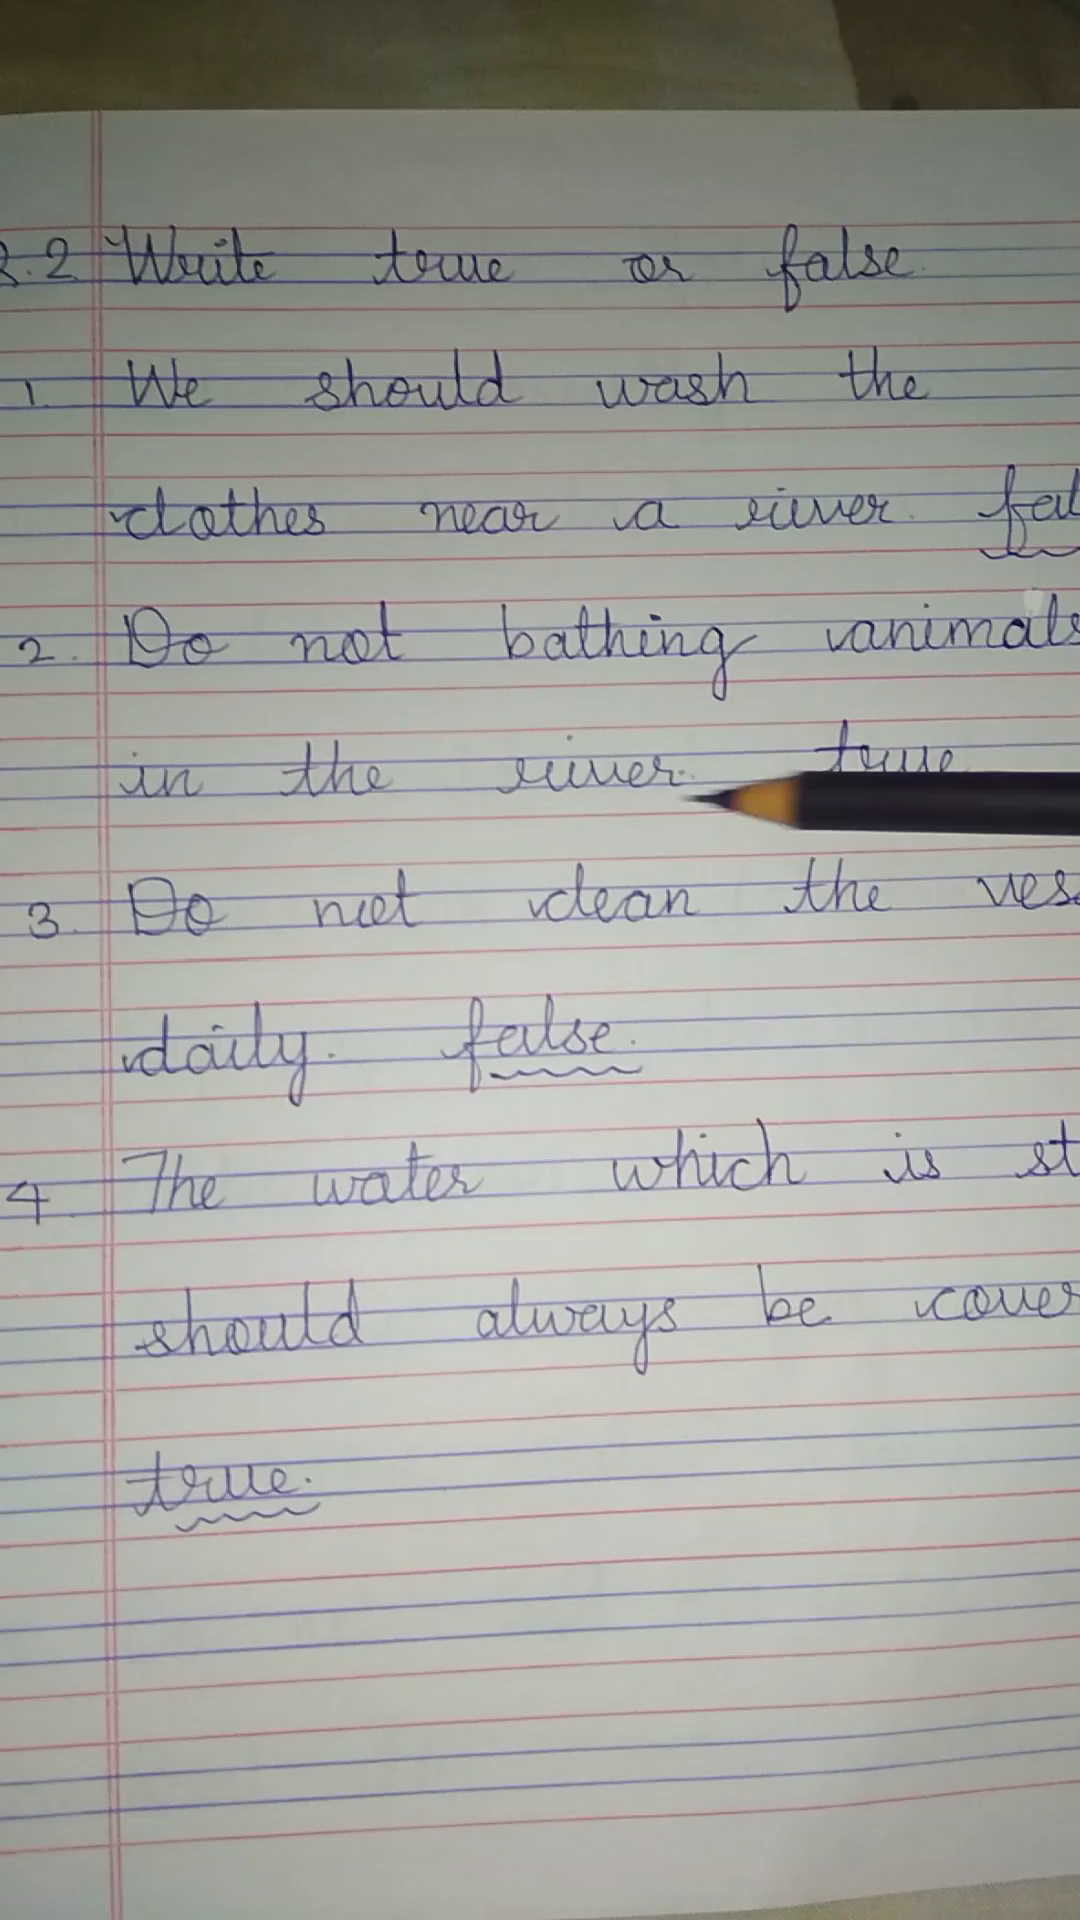 2 Write true or false
1. We should wash the
clothes near a river.
2. Do not bathing animals
in the river. true
3. Do not clean the
daily. false.
4. The water which is
should always be
true.